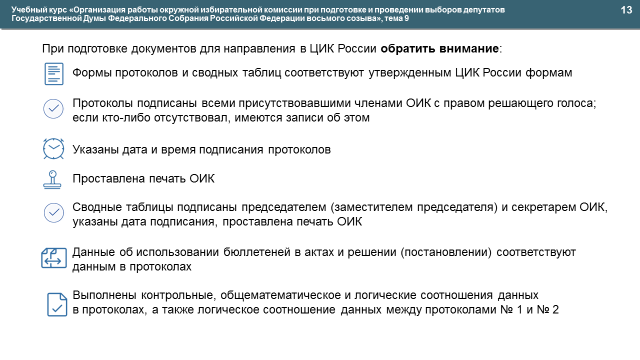 Учебный курс «Организация работы окружной избирательной комиссии при подготовке и проведении выборов депутатов
Государственной Думы Федерального Собрания Российской Федерации восьмого созыва», тема 9
13
При подготовке документов для направления в ЦИК России обратить внимание:
Формы протоколов и сводных таблиц соответствуют утвержденным ЦИК России формам
Протоколы подписаны всеми присутствовавшими членами ОИК с правом решающего голоса;
если кто-либо отсутствовал, имеются записи об этом
Указаны дата и время подписания протоколов
Проставлена печать ОИК
Сводные таблицы подписаны председателем (заместителем председателя) и секретарем ОИК,
указаны дата подписания, проставлена печать ОИК
Данные об использовании бюллетеней в актах и решении (постановлении) соответствуют
данным в протоколах
Выполнены контрольные, общематематическое и логические соотношения данных
в протоколах, а также логическое соотношение данных между протоколами № 1 и № 2